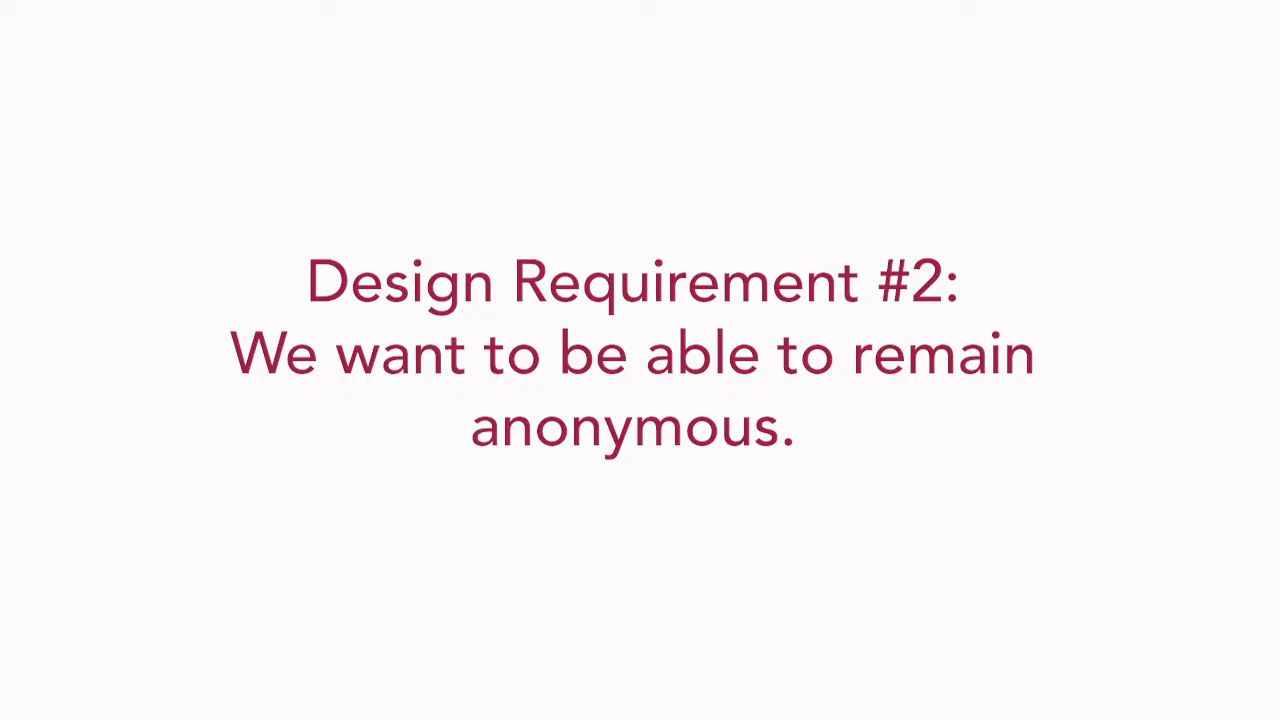 Design Requirement #2:
We want to be able to remain
anonymous.